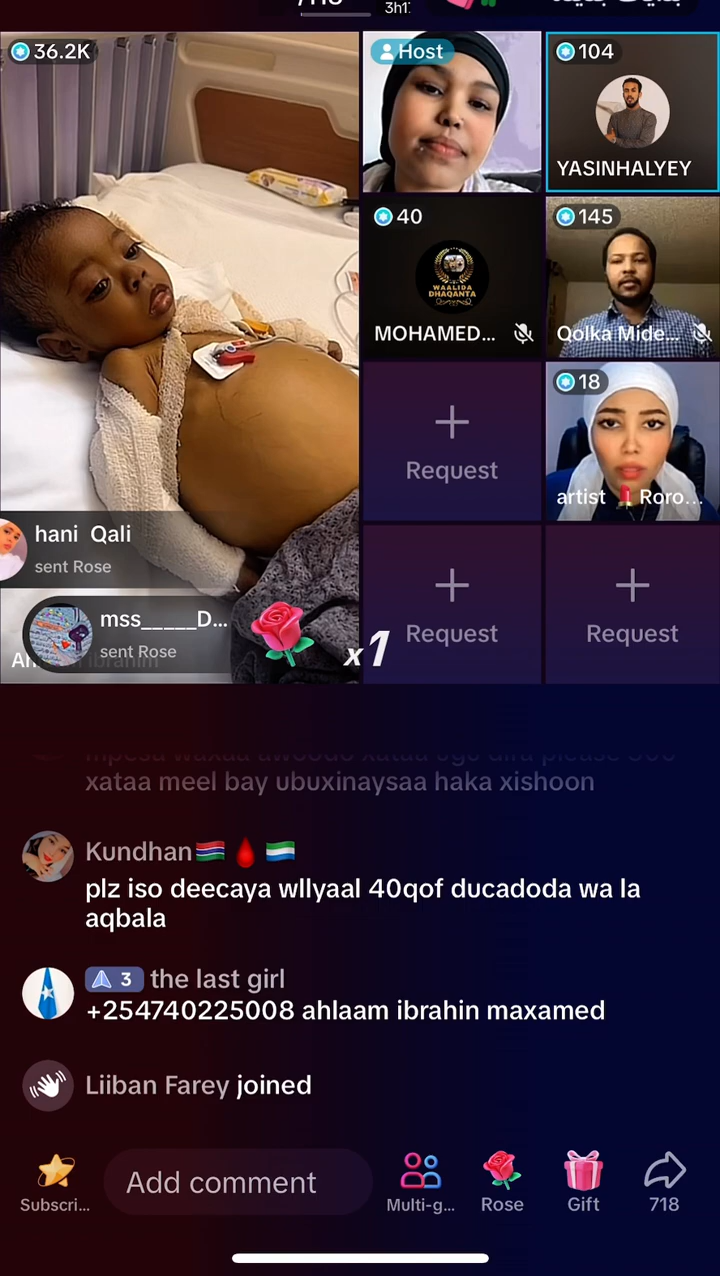 3h1
36.2K
Host
104
YASINHALYEY
40
WAALIDA
DHAQANTA
MOHAMED...
145
Qolka Mide...
Request
18
artist Roro...
hani Qali
sent Rose
mss_____D...
sent Rose
x1
Request
Request
xataa meel bay ubuxinaysaa haka xishoon
Kundhan
plz iso deecaya wllyaal 40qof ducadoda wa la
aqbala
3 the last girl
+254740225008 ahlaam ibrahin maxamed
Liiban Farey joined
Subscri...
Add comment
Multi-g...
Rose
Gift
718